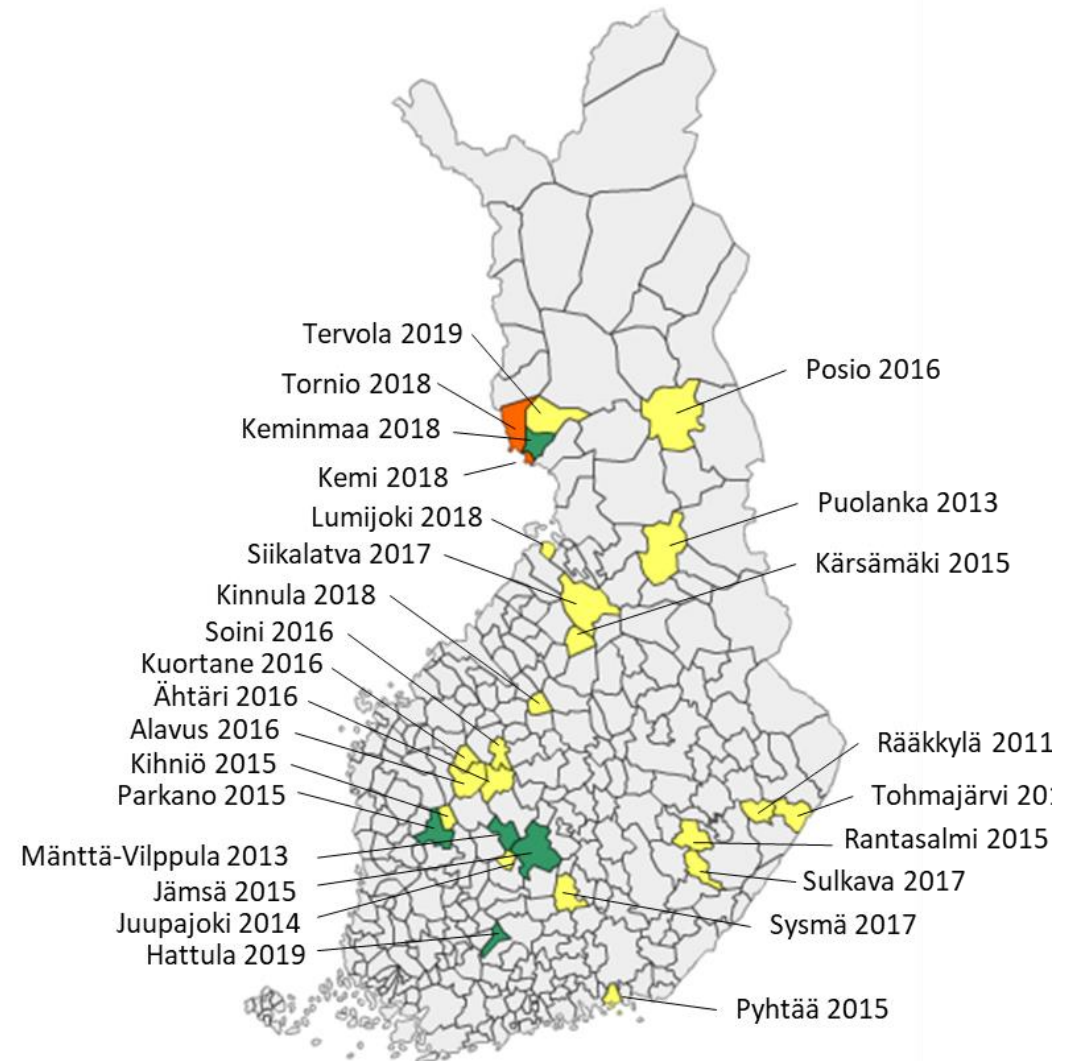 Tervola 2019
Tornio 2018
Keminmaa 2018
Kemi 2018
Lumijoki 2018
Siikalatva 2017
Kinnula 2018
Soini 2016
Kuortane 2016
Ähtäri 2016
Alavus 2016
Kihniö 2015
Parkano 2015
Mänttä-Vilppula 2013
Jämsä 2015
Juupajoki 2014
Hattula 2019
Posio 2016
Puolanka 2013
Kärsämäki 2015
Rääkkylä 2011
Tohmajärvi
Rantasalmi 2015
Sulkava 2017
Sysmä 2017
Pyhtää 2015